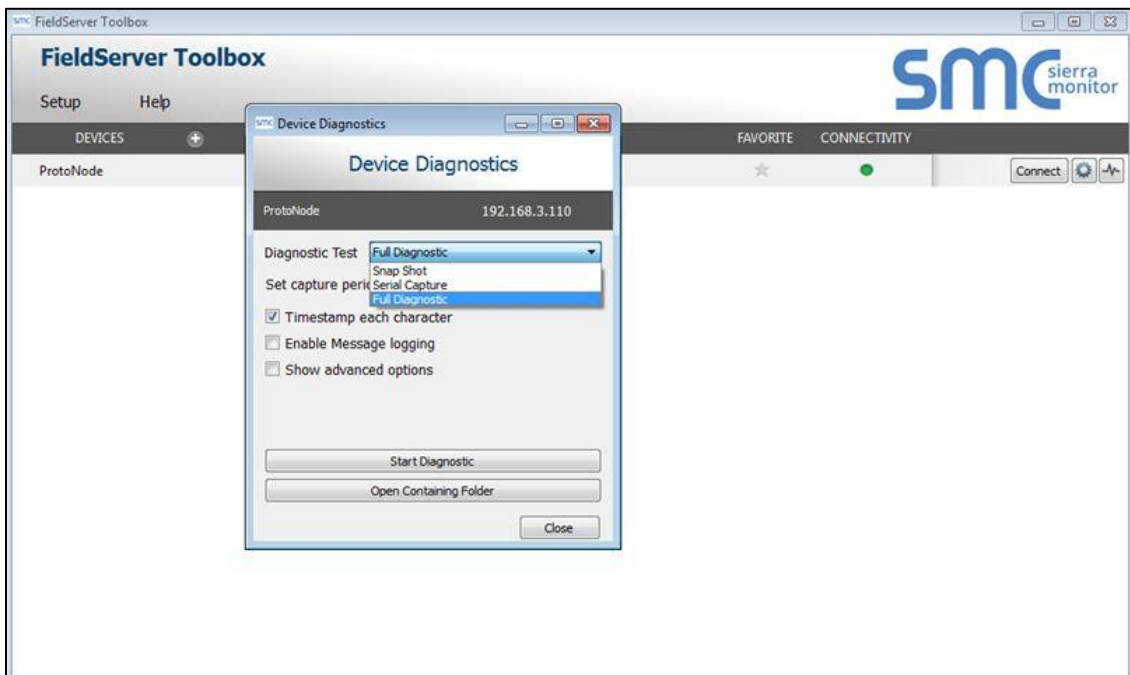 smc FieldServer Toolbox
FieldServer Toolbox
SMC sierra monitor
Setup Help
DEVICES FAVORITE CONNECTIVITY
ProtoNode Connect
smc Device Diagnostics
Device Diagnostics
ProtoNode 192.168.3.110
Diagnostic Test Full Diagnostic
Snap Shot
Set capture peri Serial Capture
Full Diagnostic
Timestamp each character
Enable Message logging
Show advanced options
Start Diagnostic
Open Containing Folder
Close